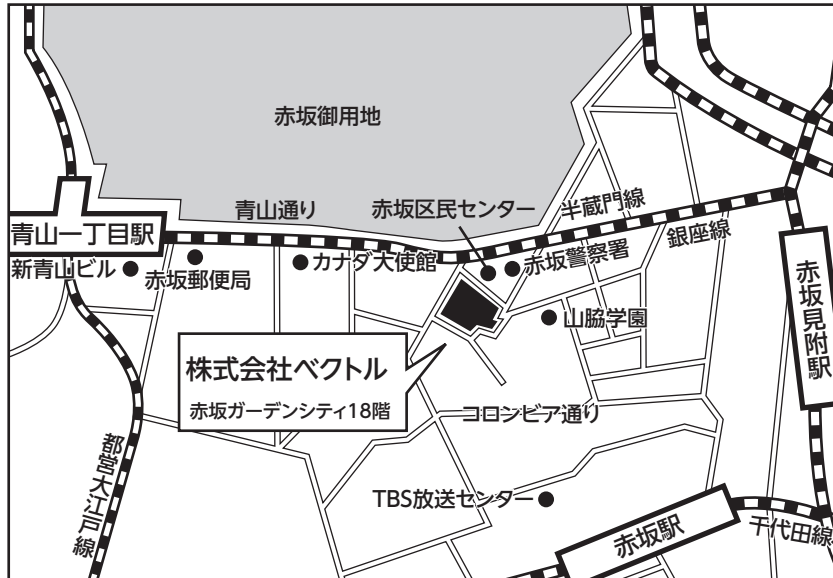 赤坂御用地
青山通り
赤坂区民センター
半蔵門線
銀座線
青山一丁目駅
新青山ビル
赤坂郵便局
カナダ大使館
赤坂警察署
赤坂見附駅
山脇学園
株式会社ベクトル
赤坂ガーデンシティ18階
コロンビア通り
都営大江戸線
TBS放送センター
赤坂駅
千代田線